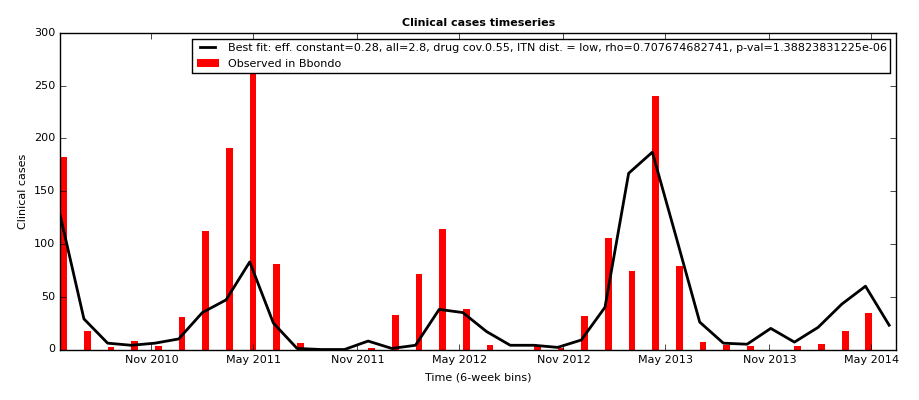 Clinical cases timeseries
Best fit: eff. constant=0.28, all=2.8, drug cov.0.55, ITN dist. = low, rho=0.707674682741, p-val=1.38823831225e-06
Observed in Bbondo
Clinical cases
300
250
200
150
100
50
0
Nov 2010 May 2011 Nov 2011 May 2012 Nov 2012 May 2013 Nov 2013 May 2014
Time (6-week bins)